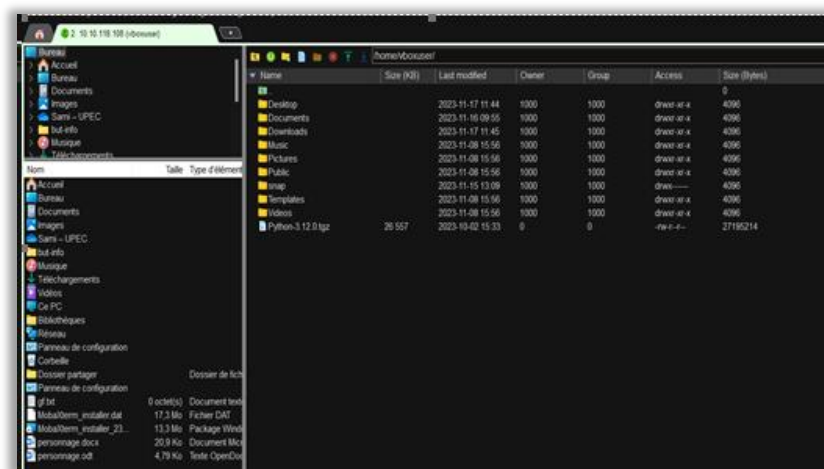 2. 10.10.118.108 (vboxuser)
Bureau
Accueil
Bureau
Documents
Images
Sami – UPEC
but-info
Musique
Téléchargements
Nom Taille Type d'élément
Accueil
Bureau
Documents
Images
Sami – UPEC
but-info
Musique
Téléchargements
Vidéos
Ce PC
Bibliothèques
Réseau
Panneau de configuration
Corbeille
Dossier partager Dossier de fich
Panneau de configuration
gf.txt 0 octet(s) Document text
MobaXterm_installer.dat 17,3 Mo Fichier DAT
MobaXterm_installer_23... 13,3 Mo Package Wind
personnage.docx 20,9 Ko Document Micr
personnage.odt 4,79 Ko Texte OpenDoc
/home/vboxuser/
Name Size (KB) Last modified Owner Group Access Size (Bytes)
.. 0
Desktop 2023-11-17 11:44 1000 1000 drwxr-xr-x 4096
Documents 2023-11-16 09:55 1000 1000 drwxr-xr-x 4096
Downloads 2023-11-17 11:45 1000 1000 drwxr-xr-x 4096
Music 2023-11-08 15:56 1000 1000 drwxr-xr-x 4096
Pictures 2023-11-08 15:56 1000 1000 drwxr-xr-x 4096
Public 2023-11-08 15:56 1000 1000 drwxr-xr-x 4096
snap 2023-11-15 13:09 1000 1000 drwx------ 4096
Templates 2023-11-08 15:56 1000 1000 drwxr-xr-x 4096
Videos 2023-11-08 15:56 1000 1000 drwxr-xr-x 4096
Python-3.12.0.tgz 26 557 2023-10-02 15:33 0 0 -rw-r--r-- 27195214